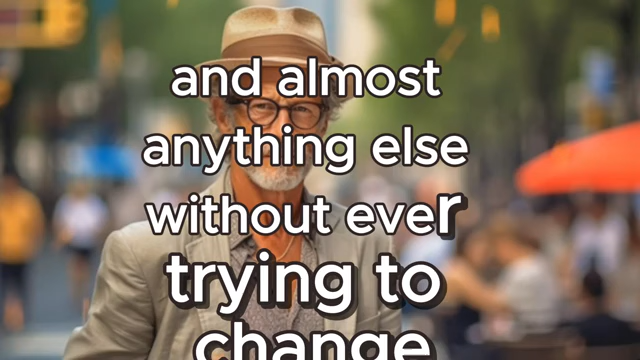 and almost
anything else
without ever
trying to
change